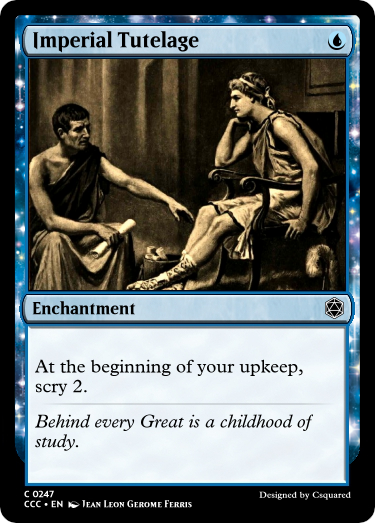 Imperial Tutelage
Enchantment
At the beginning of your upkeep,
scry 2.
Behind every Great is a childhood of
study.
C 0247
CCC • EN Jean Leon Gerome Ferris
Designed by Csquared